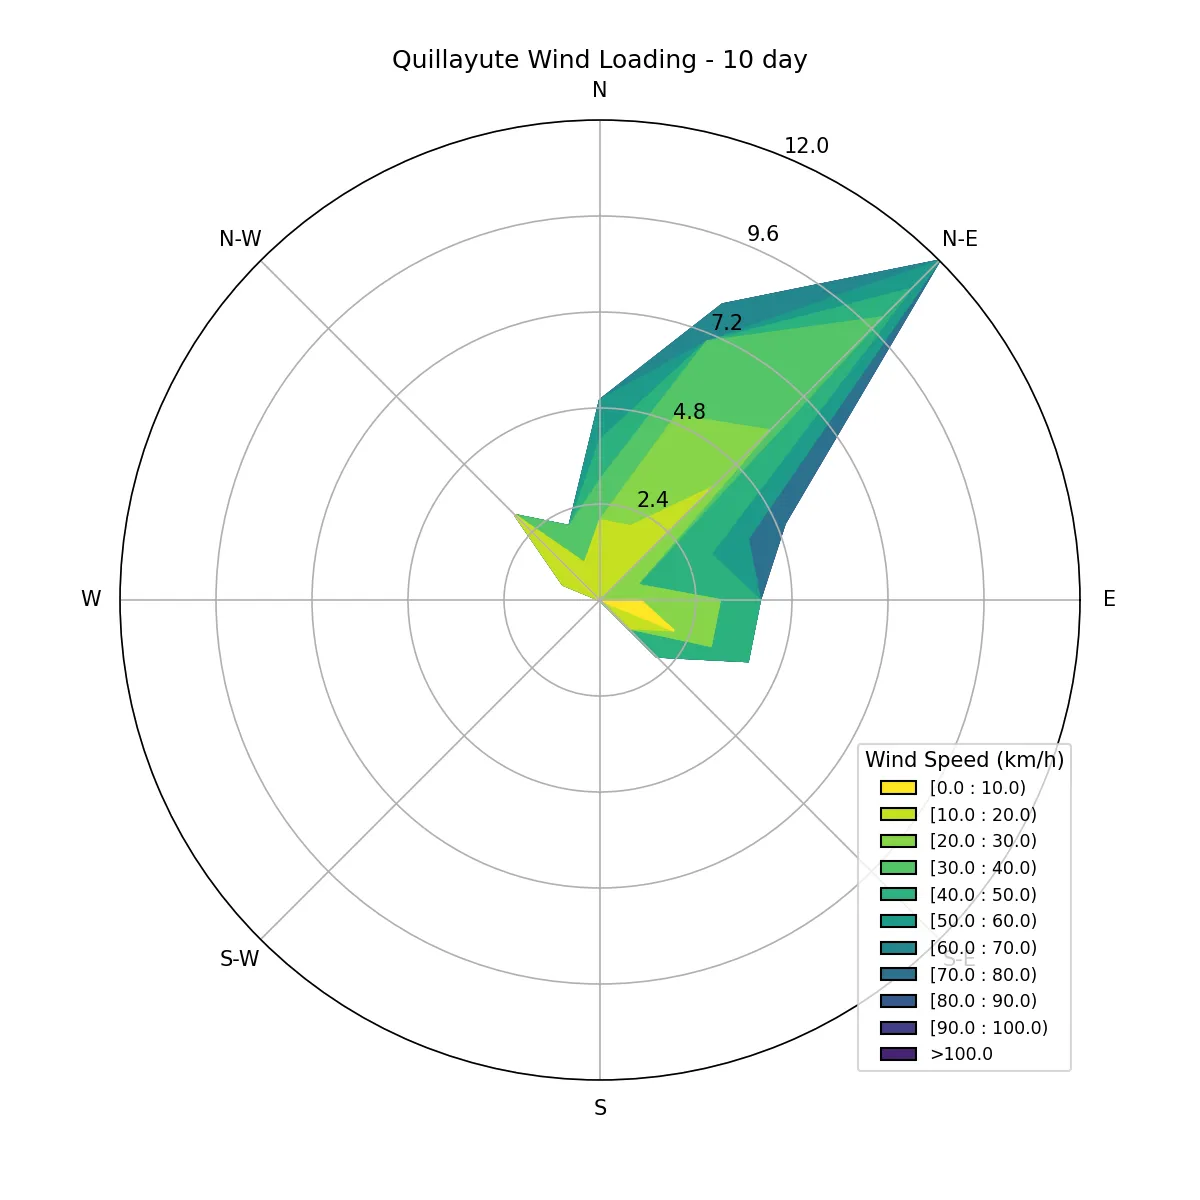 Quillayute Wind Loading - 10 day
N
12.0
9.6
N-W
N-E
7.2
4.8
2.4
W
E
Wind Speed (km/h)
[0.0 : 10.0)
[10.0 : 20.0)
[20.0 : 30.0)
[30.0 : 40.0)
[40.0 : 50.0)
[50.0 : 60.0)
[60.0 : 70.0)
S-W
S-E
[70.0 : 80.0)
[80.0 : 90.0)
[90.0 : 100.0)
>100.0
S